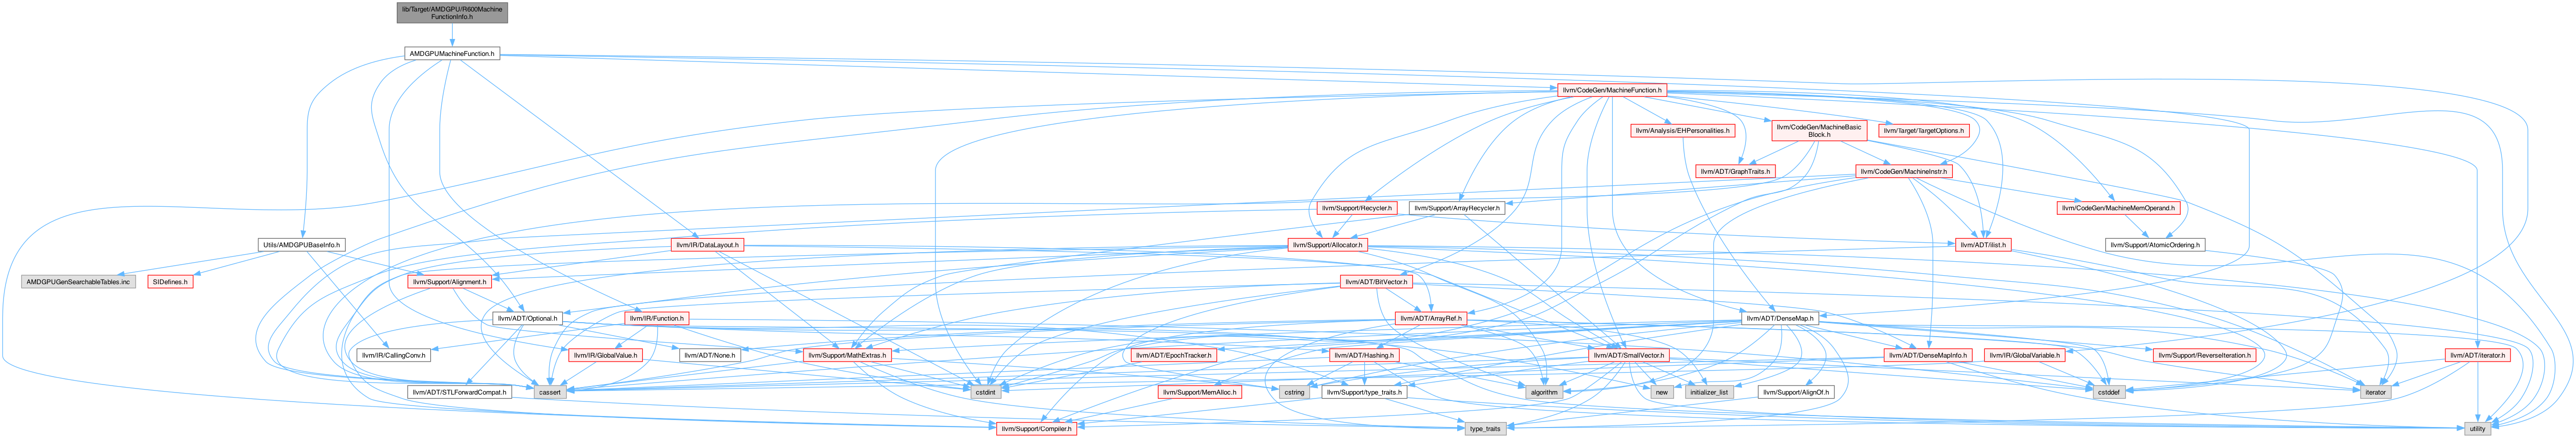 lib/Target/AMDGPU/R600Machine
FunctionInfo.h
AMDGPUMachineFunction.h
llvm/CodeGen/MachineFunction.h
llvm/Analysis/EHPersonalities.h
llvm/CodeGen/MachineBasic
Block.h
llvm/Target/TargetOptions.h
llvm/ADT/GraphTraits.h
llvm/CodeGen/MachineInstr.h
llvm/Support/Recycler.h
llvm/Support/ArrayRecycler.h
llvm/CodeGen/MachineMemOperand.h
Utils/AMDGPUBaseInfo.h
llvm/IR/DataLayout.h
llvm/Support/Allocator.h
llvm/ADT/ilist.h
llvm/Support/AtomicOrdering.h
AMDGPUGenSearchableTables.inc
SIDefines.h
llvm/Support/Alignment.h
llvm/ADT/BitVector.h
llvm/ADT/Optional.h
llvm/IR/Function.h
llvm/ADT/ArrayRef.h
llvm/ADT/DenseMap.h
llvm/IR/CallingConv.h
llvm/IR/GlobalValue.h
llvm/ADT/None.h
llvm/Support/MathExtras.h
llvm/ADT/EpochTracker.h
llvm/ADT/Hashing.h
llvm/ADT/SmallVector.h
llvm/ADT/DenseMapInfo.h
llvm/IR/GlobalVariable.h
llvm/Support/ReverseIteration.h
llvm/ADT/iterator.h
llvm/ADT/STLForwardCompat.h
cassert
cstdint
llvm/Support/MemAlloc.h
cstring
llvm/Support/type_traits.h
algorithm
new
initializer_list
llvm/Support/AlignOf.h
cstddef
iterator
llvm/Support/Compiler.h
type_traits
utility